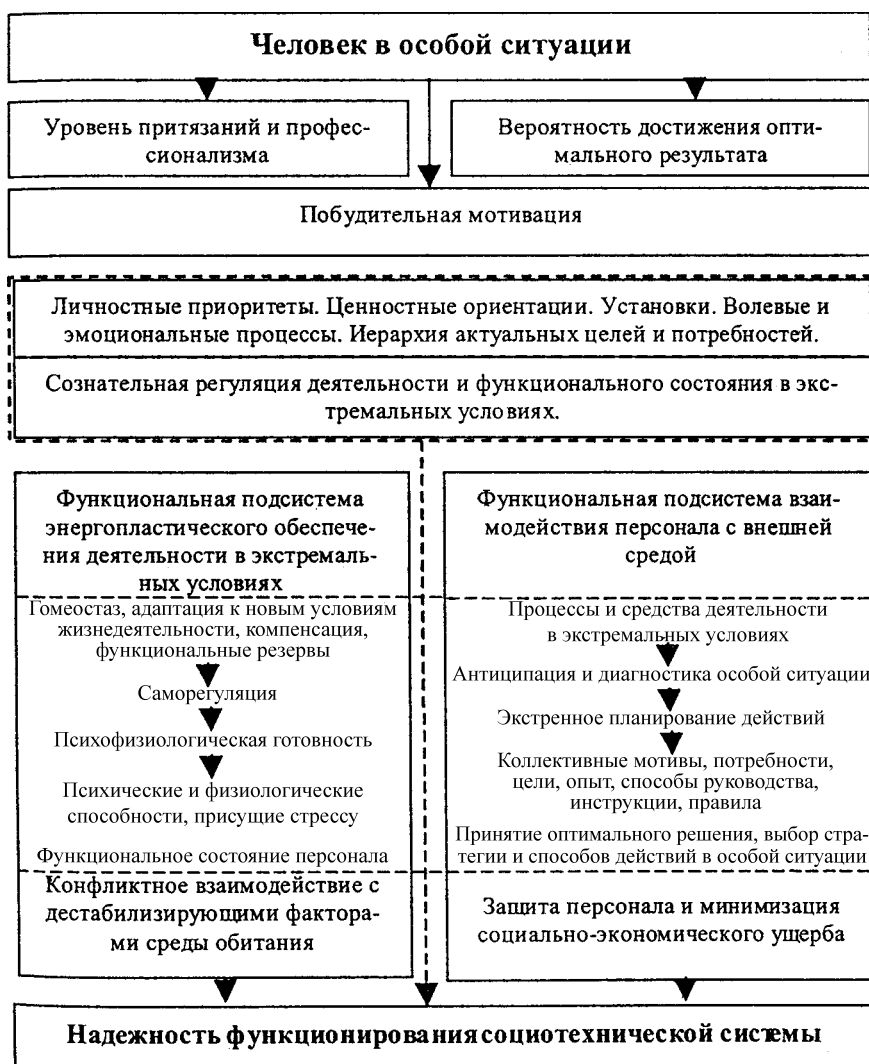 Человек в особой ситуации
Уровень притязаний и профес-
сионализма
Вероятность достижения опти-
мального результата
Побудительная мотивация
Личностные приоритеты. Ценностные ориентации. Установки. Волевые и
эмоциональные процессы. Иерархия актуальных целей и потребностей.
Сознательная регуляция деятельности и функционального состояния в экс-
тремальных условиях.
Функциональная подсистема
энергопластического обеспече-
ния деятельности в экстремаль-
ных условиях
Гомеостаз, адаптация к новым условиям
жизнедеятельности, компенсация,
функциональные резервы
Саморегуляция
Психофизиологическая готовность
Психические и физиологические
способности, присущие стрессу
Функциональное состояние персонала
Конфликтное взаимодействие с
дестабилизирующими фактора-
ми среды обитания
Функциональная подсистема взаи-
модействия персонала с внешней
средой
Процессы и средства деятельности
в экстремальных условиях
Антиципация и диагностика особой ситуации
Экстренное планирование действий
Коллективные мотивы, потребности,
цели, опыт, способы руководства,
инструкции, правила
Принятие оптимального решения, выбор стра-
тегии и способов действий в особой ситуации
Защита персонала и минимизация
социально-экономического ущерба
Надежность функционирования социотехнической системы